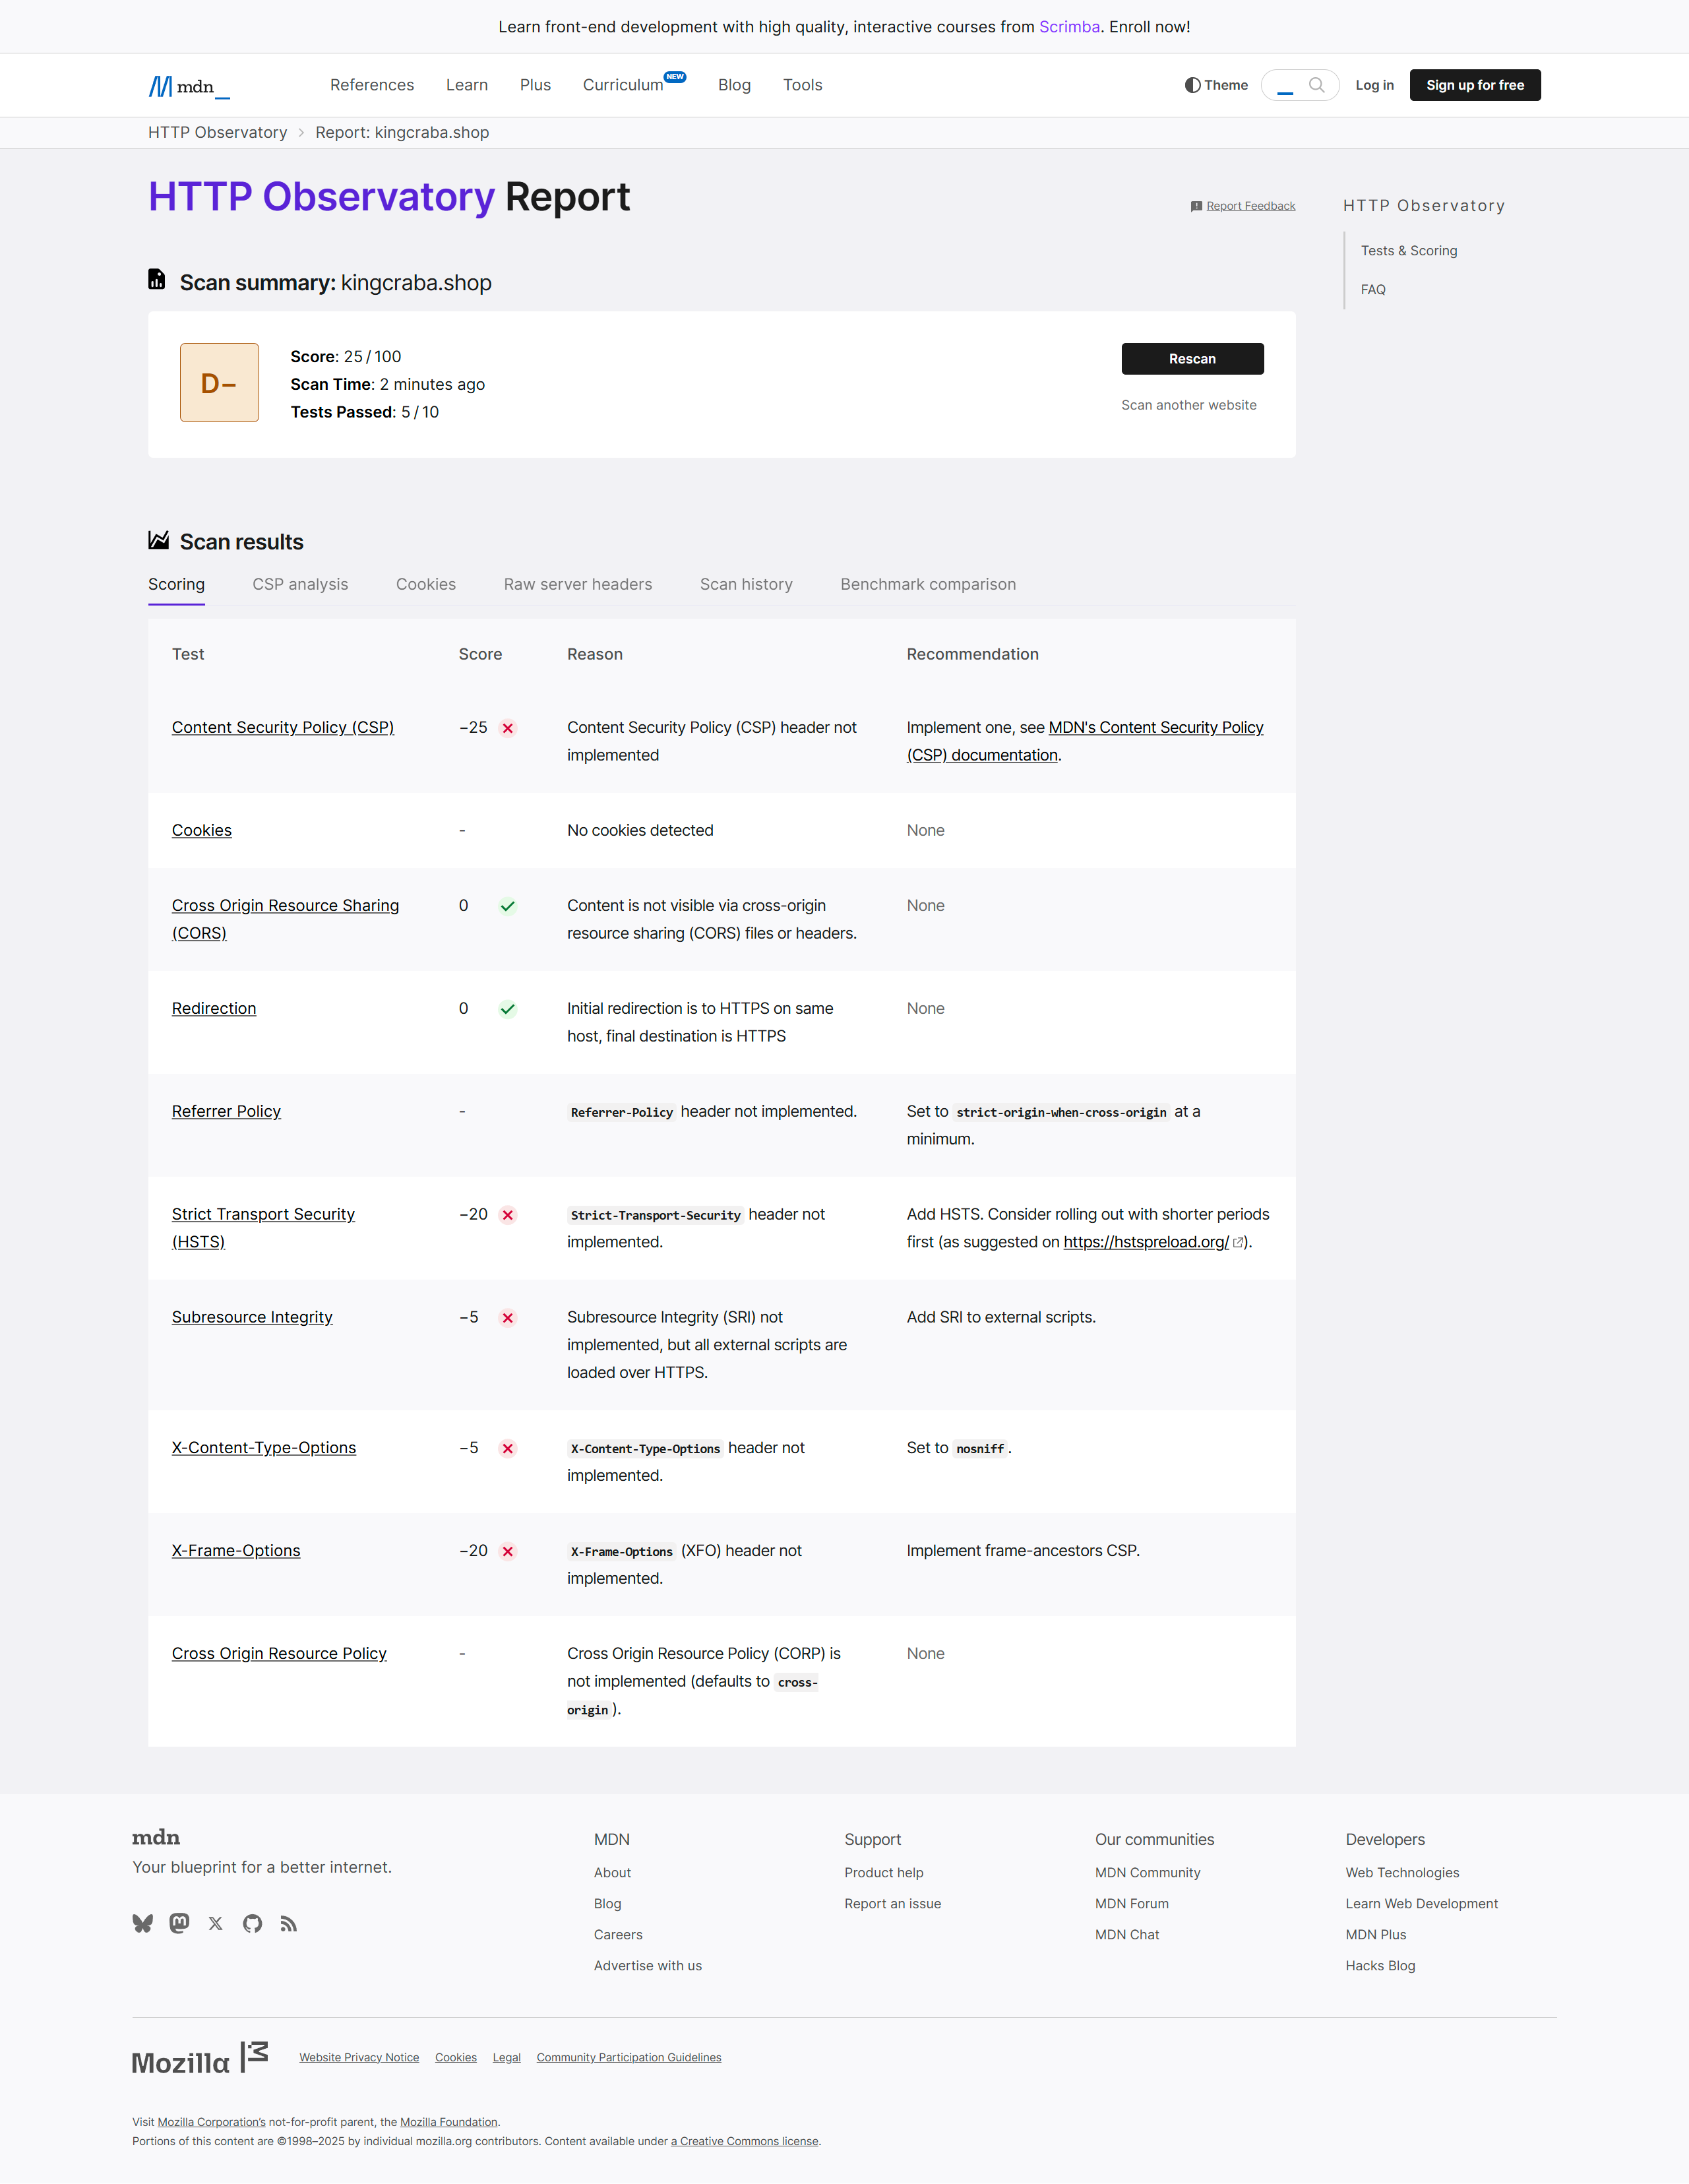 Learn front-end development with high quality, interactive courses from Scrimba. Enroll now!
mdn_
References
Learn
Plus
Curriculum NEW
Blog
Tools
Theme
Log in
Sign up for free
HTTP Observatory
Report: kingcraba.shop
HTTP Observatory Report
Report Feedback
HTTP Observatory
Tests & Scoring
FAQ
Scan summary: kingcraba.shop
D−
Score: 25 / 100
Scan Time: 2 minutes ago
Tests Passed: 5 / 10
Rescan
Scan another website
Scan results
Scoring
CSP analysis
Cookies
Raw server headers
Scan history
Benchmark comparison
Test
Score
Reason
Recommendation
Content Security Policy (CSP)
−25
Content Security Policy (CSP) header not
implemented
Implement one, see MDN's Content Security Policy
(CSP) documentation.
Cookies
-
No cookies detected
None
Cross Origin Resource Sharing
(CORS)
0
Content is not visible via cross-origin
resource sharing (CORS) files or headers.
None
Redirection
0
Initial redirection is to HTTPS on same
host, final destination is HTTPS
None
Referrer Policy
-
Referrer-Policy header not implemented.
Set to strict-origin-when-cross-origin at a
minimum.
Strict Transport Security
(HSTS)
−20
Strict-Transport-Security header not
implemented.
Add HSTS. Consider rolling out with shorter periods
first (as suggested on https://hstspreload.org/ ).
Subresource Integrity
−5
Subresource Integrity (SRI) not
implemented, but all external scripts are
loaded over HTTPS.
Add SRI to external scripts.
X-Content-Type-Options
−5
X-Content-Type-Options header not
implemented.
Set to nosniff .
X-Frame-Options
−20
X-Frame-Options (XFO) header not
implemented.
Implement frame-ancestors CSP.
Cross Origin Resource Policy
-
Cross Origin Resource Policy (CORP) is
not implemented (defaults to cross-
origin ).
None
mdn
Your blueprint for a better internet.
MDN
About
Blog
Careers
Advertise with us
Support
Product help
Report an issue
Our communities
MDN Community
MDN Forum
MDN Chat
Developers
Web Technologies
Learn Web Development
MDN Plus
Hacks Blog
Mozilla
Website Privacy Notice
Cookies
Legal
Community Participation Guidelines
Visit Mozilla Corporation's not-for-profit parent, the Mozilla Foundation.
Portions of this content are ©1998–2025 by individual mozilla.org contributors. Content available under a Creative Commons license.